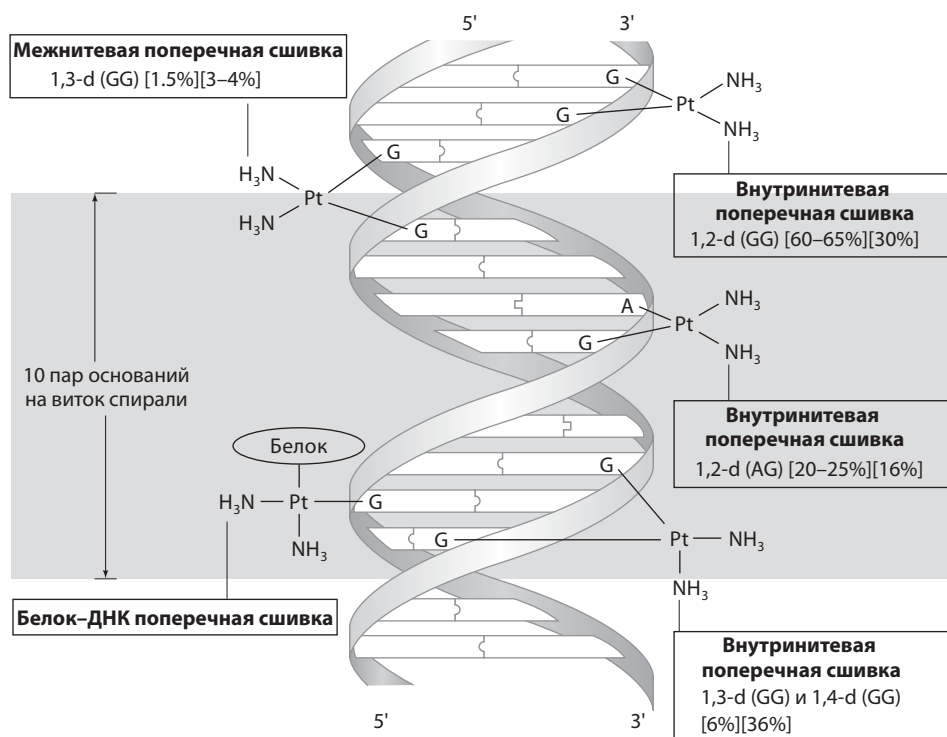 5'
3'
Межнитевая поперечная сшивка
1,3-d (GG) [1.5%][3–4%]
G
Pt
NH₃
NH₃
G
G
H₃N
Pt
H₃N
G
Внутринитевая
поперечная сшивка
1,2-d (GG) [60–65%][30%]
A
Pt
NH₃
G
NH₃
10 пар оснований
на виток спирали
Внутринитевая
поперечная сшивка
1,2-d (AG) [20–25%][16%]
Белок
G
H₃N
Pt
G
NH₃
G
Pt
NH₃
NH₃
Белок–ДНК поперечная сшивка
Внутринитевая
поперечная сшивка
1,3-d (GG) и 1,4-d (GG)
[6%][36%]
5'
3'